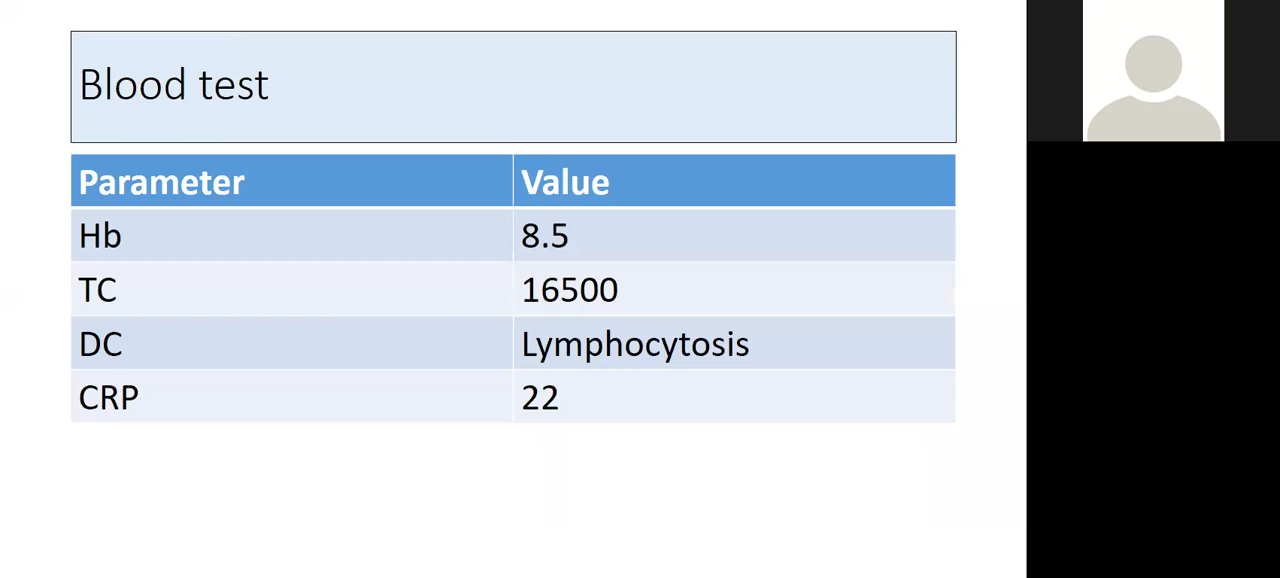 Blood test
Parameter Value
Hb 8.5
TC 16500
DC Lymphocytosis
CRP 22